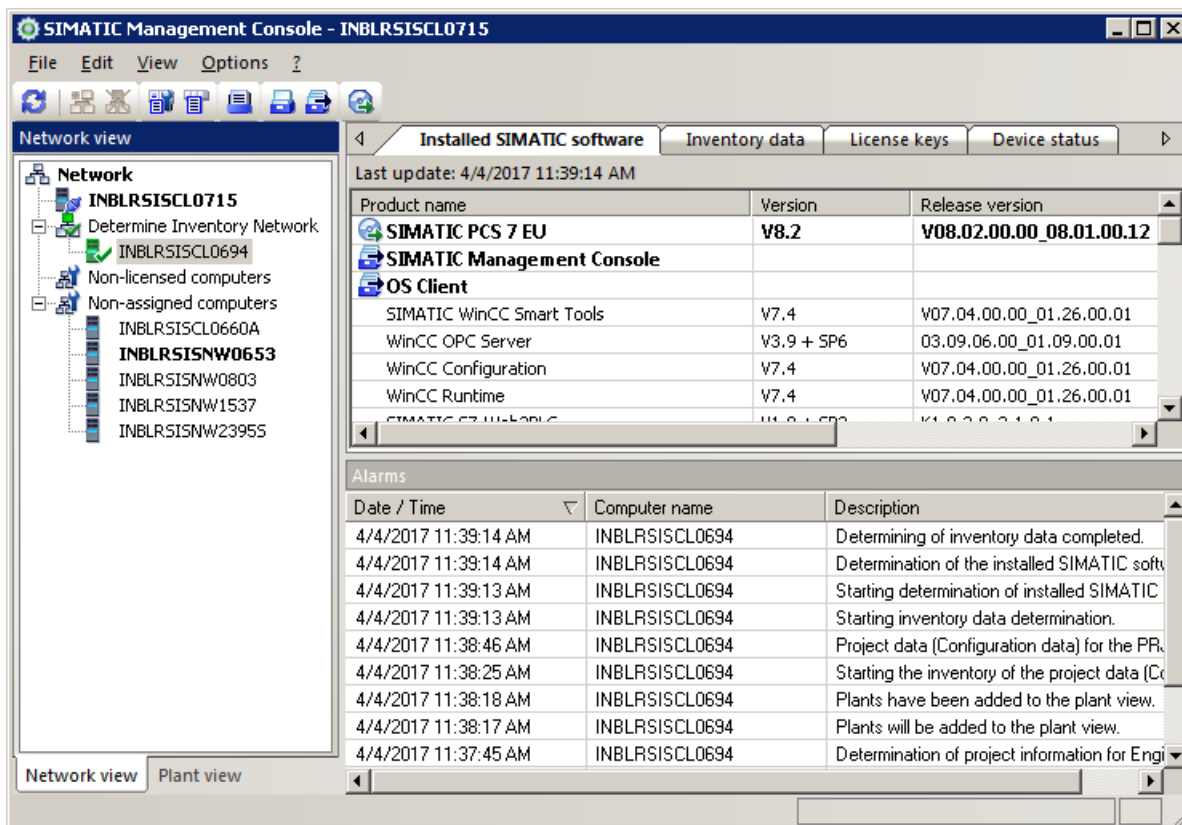 SIMATIC Management Console - INBLRSISCL0715
File Edit View Options ?
Network view
Network
INBLRSISCL0715
Determine Inventory Network
INBLRSISCL0694
Non-licensed computers
Non-assigned computers
INBLRSISCL0660A
INBLRSISNW0653
INBLRSISNW0803
INBLRSISNW1537
INBLRSISNW2395S
Network view Plant view
Installed SIMATIC software Inventory data License keys Device status
Last update: 4/4/2017 11:39:14 AM
Product name Version Release version
SIMATIC PCS 7 EU V8.2 V08.02.00.00_08.01.00.12
SIMATIC Management Console
OS Client
SIMATIC WinCC Smart Tools V7.4 V07.04.00.00_01.26.00.01
WinCC OPC Server V3.9 + SP6 03.09.06.00_01.09.00.01
WinCC Configuration V7.4 V07.04.00.00_01.26.00.01
WinCC Runtime V7.4 V07.04.00.00_01.26.00.01
Alarms
Date / Time Computer name Description
4/4/2017 11:39:14 AM INBLRSISCL0694 Determining of inventory data completed.
4/4/2017 11:39:14 AM INBLRSISCL0694 Determination of the installed SIMATIC
4/4/2017 11:39:13 AM INBLRSISCL0694 Starting determination of installed SIMATIC
4/4/2017 11:39:13 AM INBLRSISCL0694 Starting inventory data determination.
4/4/2017 11:38:46 AM INBLRSISCL0694 Project data (Configuration data) for the
4/4/2017 11:38:25 AM INBLRSISCL0694 Starting the inventory of the project data
4/4/2017 11:38:18 AM INBLRSISCL0694 Plants have been added to the plant view.
4/4/2017 11:38:17 AM INBLRSISCL0694 Plants will be added to the plant view.
4/4/2017 11:37:45 AM INBLRSISCL0694 Determination of project information for